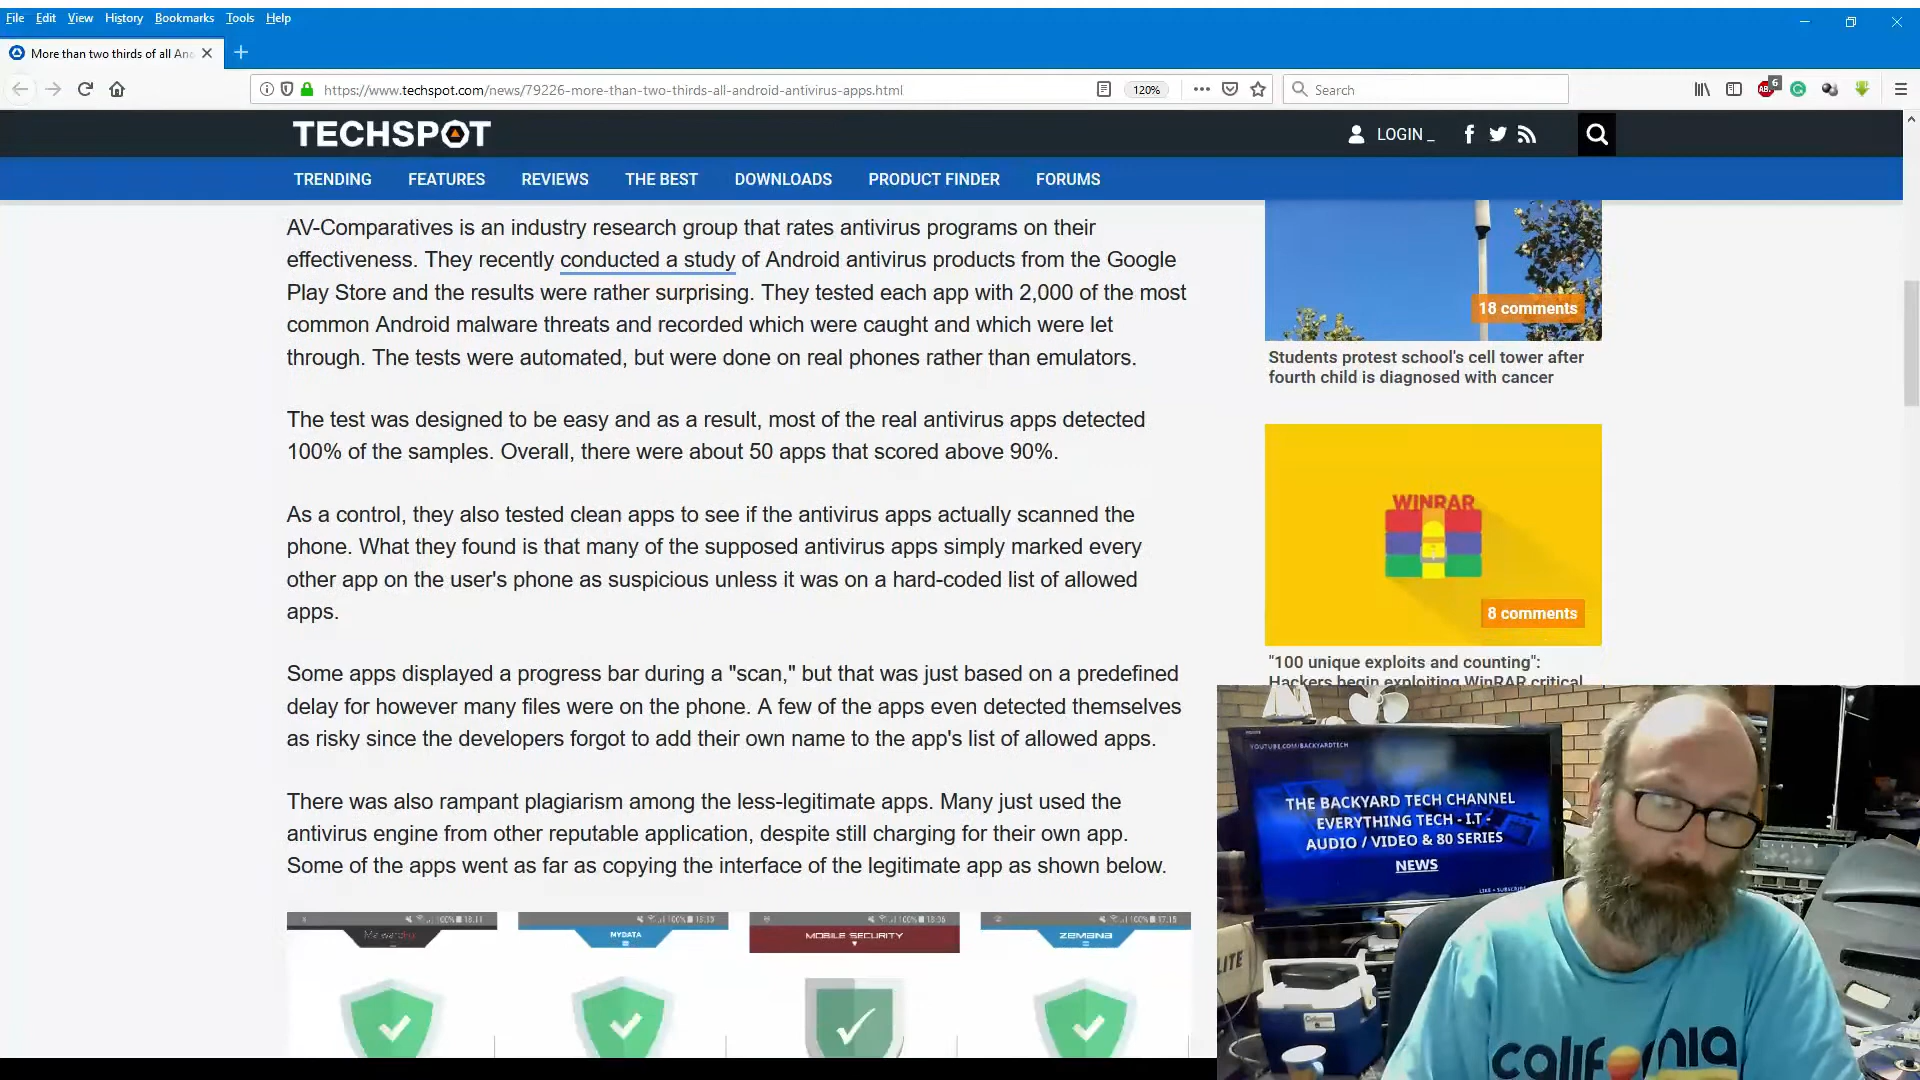 File Edit View History Bookmarks Tools Help
More than two thirds of all And
https://www.techspot.com/news/79226-more-than-two-thirds-all-android-antivirus-apps.html
120%
Search
6
TECHSPOT
LOGIN _
TRENDING FEATURES REVIEWS THE BEST DOWNLOADS PRODUCT FINDER FORUMS
AV-Comparatives is an industry research group that rates antivirus programs on their
effectiveness. They recently conducted a study of Android antivirus products from the Google
Play Store and the results were rather surprising. They tested each app with 2,000 of the most
common Android malware threats and recorded which were caught and which were let
through. The tests were automated, but were done on real phones rather than emulators.
The test was designed to be easy and as a result, most of the real antivirus apps detected
100% of the samples. Overall, there were about 50 apps that scored above 90%.
As a control, they also tested clean apps to see if the antivirus apps actually scanned the
phone. What they found is that many of the supposed antivirus apps simply marked every
other app on the user's phone as suspicious unless it was on a hard-coded list of allowed
apps.
Some apps displayed a progress bar during a "scan," but that was just based on a predefined
delay for however many files were on the phone. A few of the apps even detected themselves
as risky since the developers forgot to add their own name to the app's list of allowed apps.
There was also rampant plagiarism among the less-legitimate apps. Many just used the
antivirus engine from other reputable application, despite still charging for their own app.
Some of the apps went as far as copying the interface of the legitimate app as shown below.
100% 18:11
100%
MYDATA
MOBILE SECURITY
100% 17:15
ZEMANA
18 comments
Students protest school's cell tower after
fourth child is diagnosed with cancer
WINRAR
8 comments
"100 unique exploits and counting":
Hackers begin exploiting WinRAR critical
YOUTUBE.COM/BACKYARDTECH
THE BACKYARD TECH CHANNEL
EVERYTHING TECH - I.T -
AUDIO / VIDEO & 80 SERIES
NEWS
LITE
Coleman
california